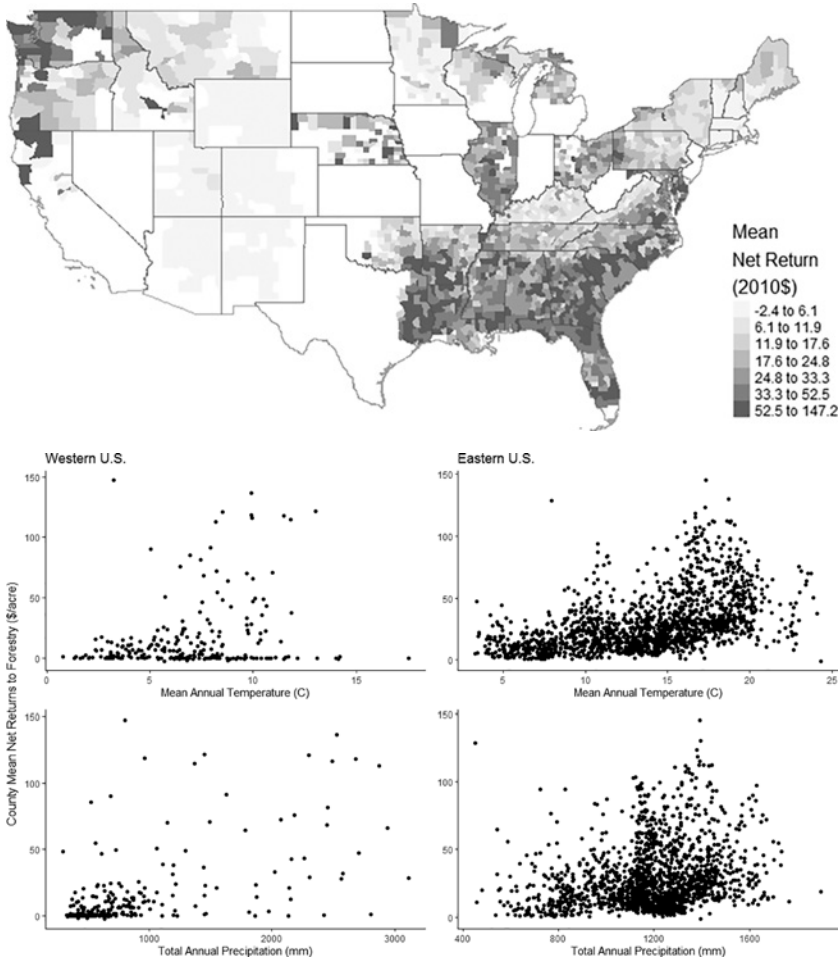 Mean
Net Return
(2010$)
-2.4 to 6.1
6.1 to 11.9
11.9 to 17.6
17.6 to 24.8
24.8 to 33.3
33.3 to 52.5
52.5 to 147.2
Western U.S.
Eastern U.S.
County Mean Net Returns to Forestry ($/acre)
150
100
50
0
5
10
15
Mean Annual Temperature (C)
150
100
50
0
5
10
15
20
25
Mean Annual Temperature (C)
150
100
50
0
1000
2000
3000
Total Annual Precipitation (mm)
150
100
50
0
400
800
1200
1600
Total Annual Precipitation (mm)